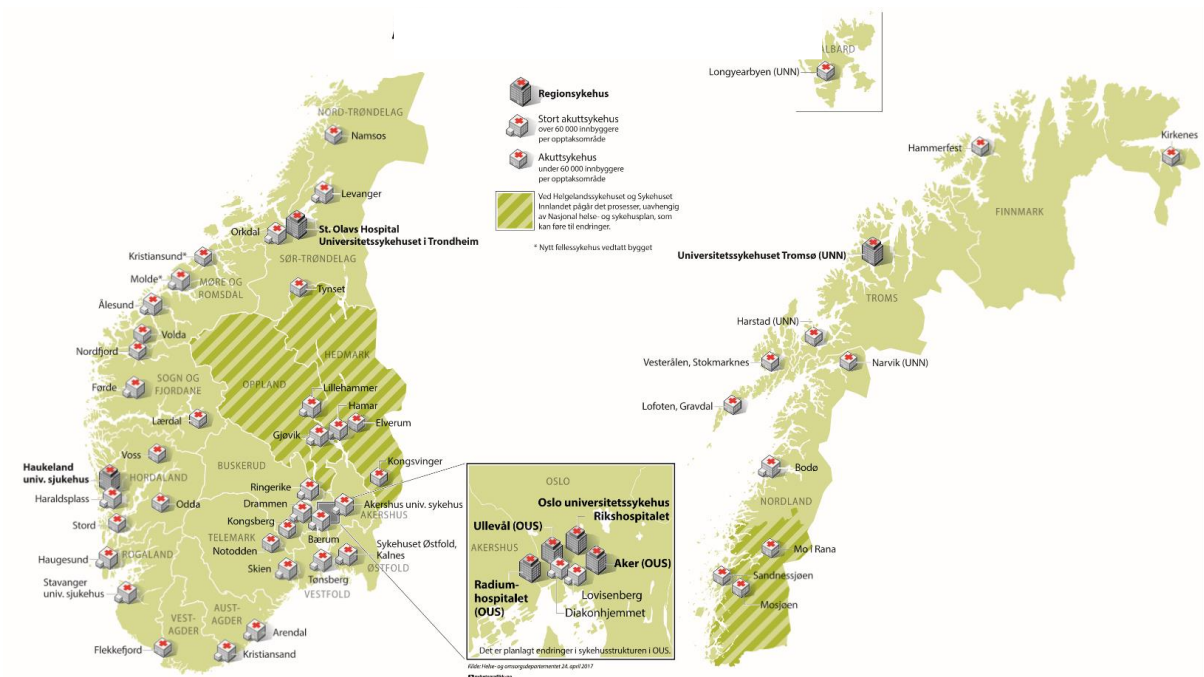 NORD-TRØNDELAG
Namsos
Levanger
Orkdal
St. Olavs Hospital
Universitetssykehuset i Trondheim
Kristiansund*
SØR-TRØNDELAG
Molde*
MØRE OG
ROMSDAL
Tynset
Ålesund
Volda
Nordfjord
HEDMARK
SOGN OG
FJORDANE
OPPLAND
Førde
Lillehammer
Hamar
Lærdal
Elverum
Gjøvik
Voss
BUSKERUD
Kongsvinger
Haukeland
univ. sjukehus
HORDALAND
Ringerike
Haraldsplass
Odda
Drammen
Akershus univ. sykehus
AKERSHUS
Stord
Kongsberg
TELEMARK
Bærum
Notodden
Sykehuset Østfold,
Kalnes
ROGALAND
Haugesund
Skien
ØSTFOLD
Tønsberg
VESTFOLD
Stavanger
univ. sjukehus
AUST-
AGDER
VEST-
AGDER
Arendal
Flekkefjord
Kristiansand
Regionsykehus
Stort akuttsykehus
over 60 000 innbyggere
per opptaksområde
Akuttsykehus
under 60 000 innbyggere
per opptaksområde
Ved Helgelandssykehuset og Sykehuset
Innlandet pågår det prosesser, uavhengig
av Nasjonal helse- og sykehusplan, som
kan føre til endringer.
* Nytt fellessykehus vedtatt bygget
OSLO
Oslo universitetssykehus
Rikshospitalet
Ullevål (OUS)
AKERSHUS
Aker (OUS)
Radium-
hospitalet
(OUS)
Lovisenberg
Diakonhjemmet
Det er planlagt endringer i sykehusstrukturen i OUS.
Kilde: Helse- og omsorgsdepartementet 24. april 2017
ALBARD
Longyearbyen (UNN)
Kirkenes
Hammerfest
FINNMARK
Universitetssykehuset Tromsø (UNN)
TROMS
Harstad (UNN)
Vesterålen, Stokmarknes
Narvik (UNN)
Lofoten, Gravdal
Bodø
NORDLAND
Mo I Rana
Sandnessjøen
Mosjøen